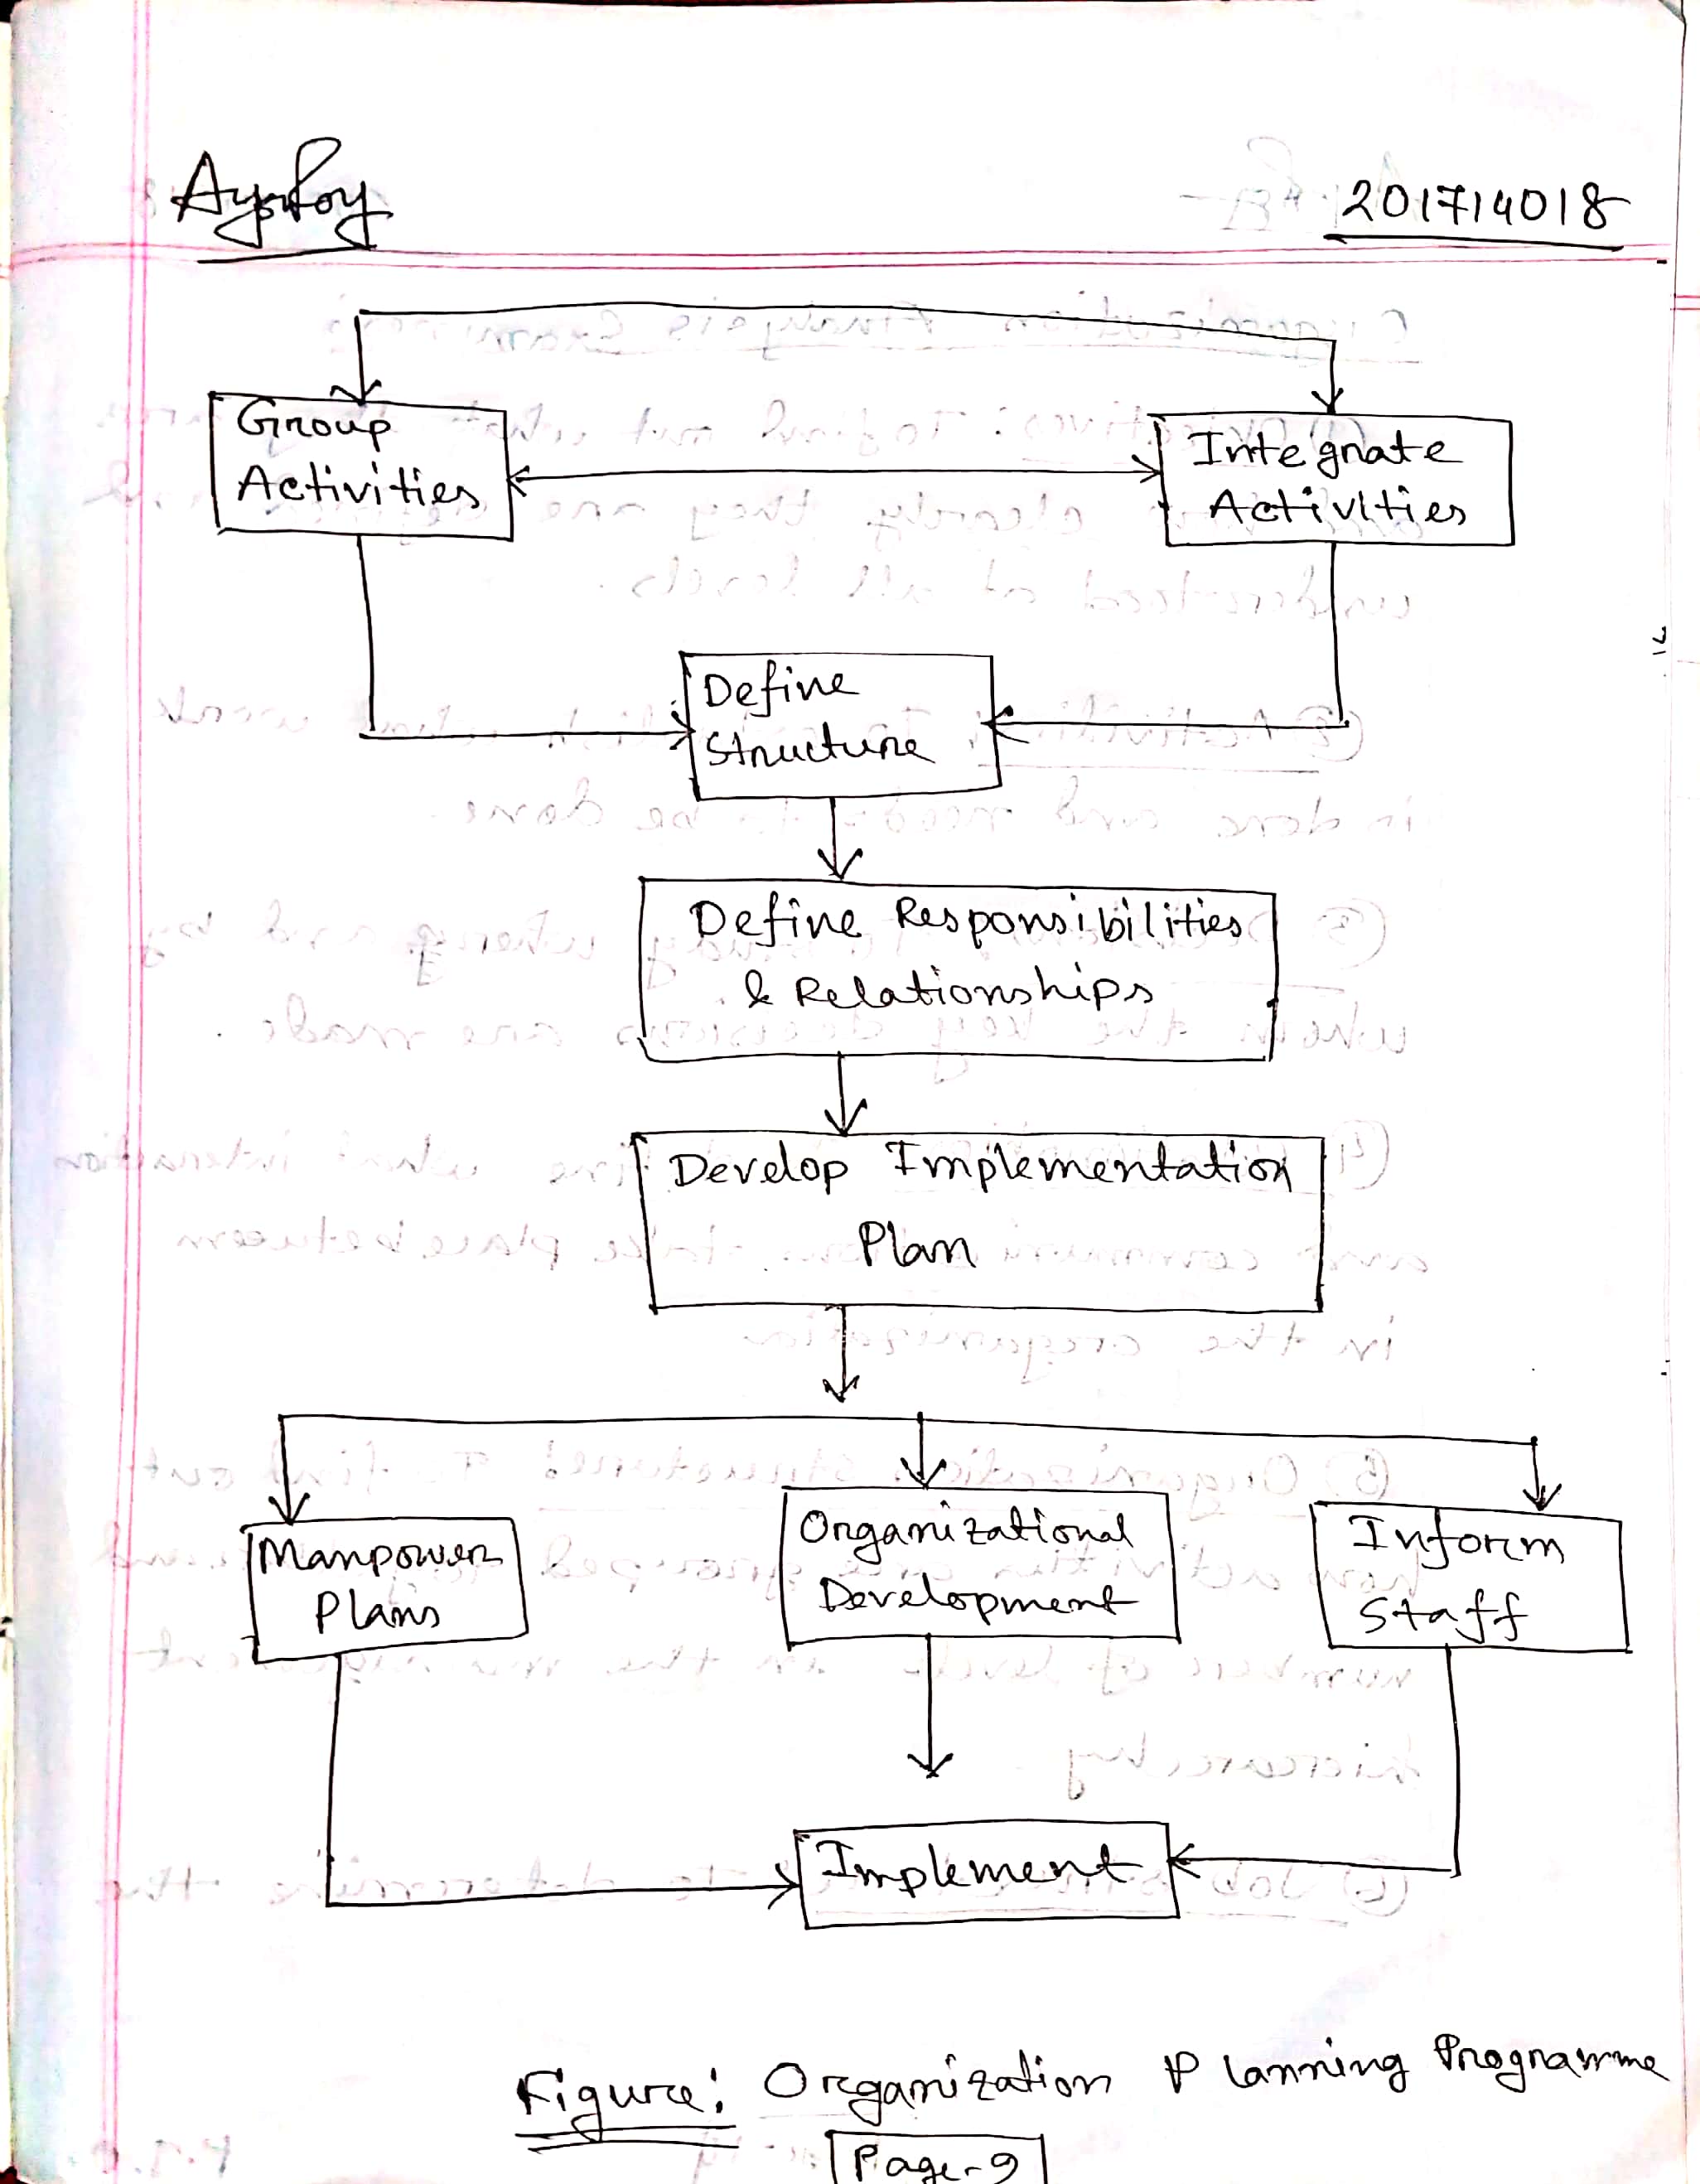 201714018
Group
Activities
Integrate
Activities
Define
Structure
Define Responsibilities
& Relationships
Develop Implementation
Plan
Manpower
Plans
Organizational
Development
Inform
Staff
Implement
Figure: Organization Planning Programme
Page-9